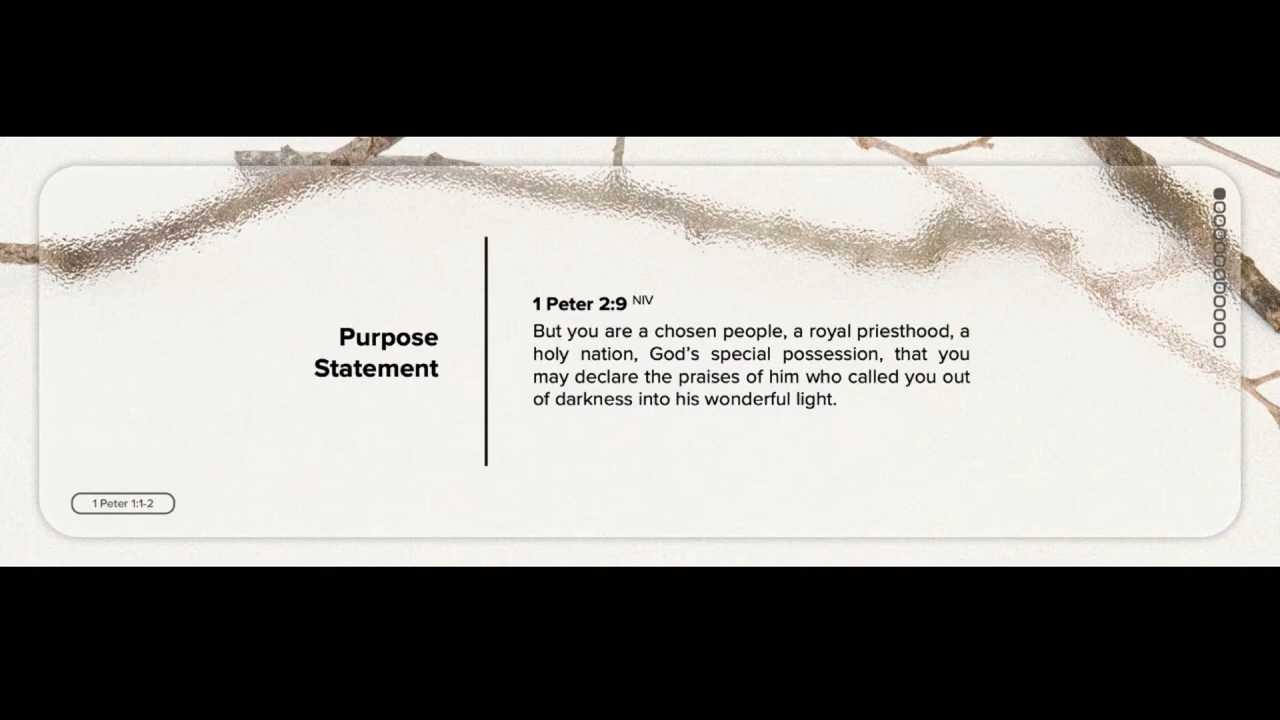 Purpose
Statement
1 Peter 2:9 NIV
But you are a chosen people, a royal priesthood, a
holy nation, God's special possession, that you
may declare the praises of him who called you out
of darkness into his wonderful light.
1 Peter 1:1-2